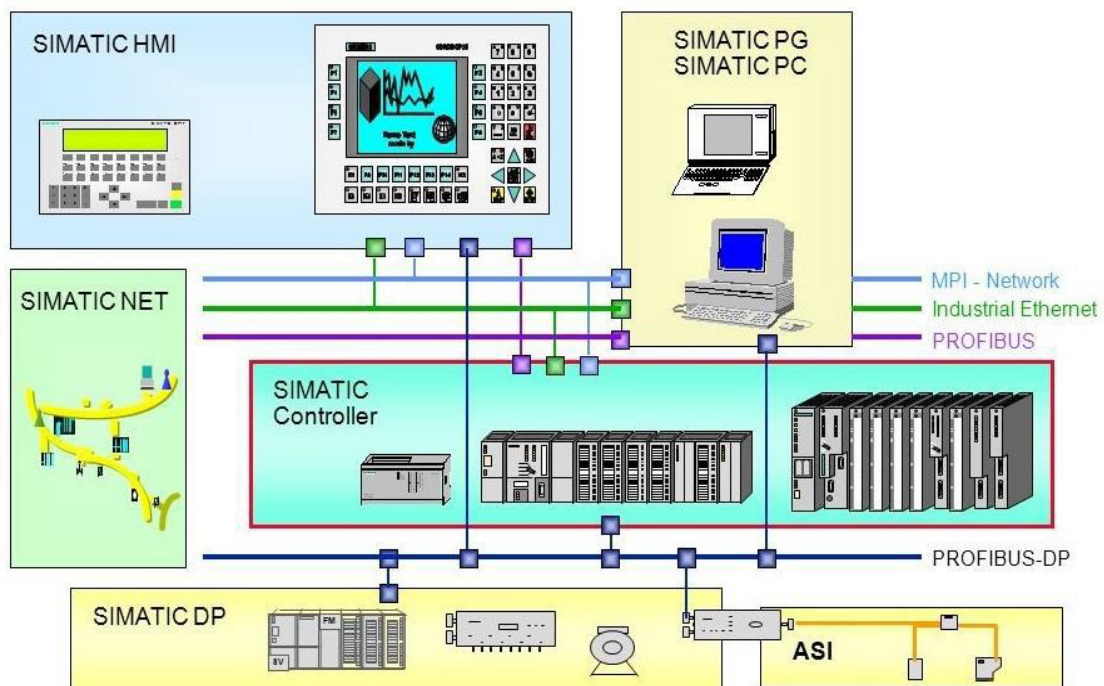 SIMATIC HMI
SIMATIC PG
SIMATIC PC
SIMATIC NET
MPI - Network
Industrial Ethernet
PROFIBUS
SIMATIC
Controller
PROFIBUS-DP
SIMATIC DP
FM
ASI